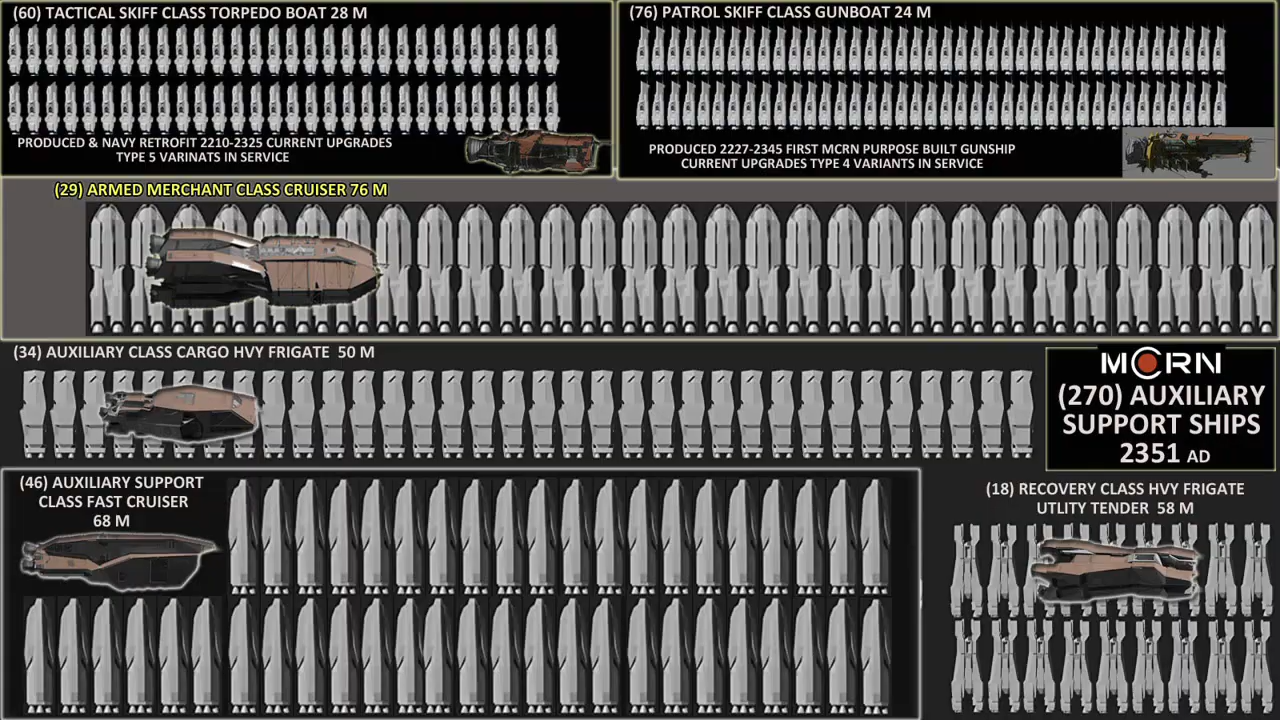 (60) TACTICAL SKIFF CLASS TORPEDO BOAT 28 M
PRODUCED & NAVY RETROFIT 2210-2325 CURRENT UPGRADES
TYPE 5 VARINATS IN SERVICE
(76) PATROL SKIFF CLASS GUNBOAT 24 M
PRODUCED 2227-2345 FIRST MCRN PURPOSE BUILT GUNSHIP
CURRENT UPGRADES TYPE 4 VARIANTS IN SERVICE
(29) ARMED MERCHANT CLASS CRUISER 76 M
(34) AUXILIARY CLASS CARGO HVY FRIGATE 50 M
MCRN
(270) AUXILIARY
SUPPORT SHIPS
2351 AD
(46) AUXILIARY SUPPORT
CLASS FAST CRUISER
68 M
(18) RECOVERY CLASS HVY FRIGATE
UTLITY TENDER 58 M